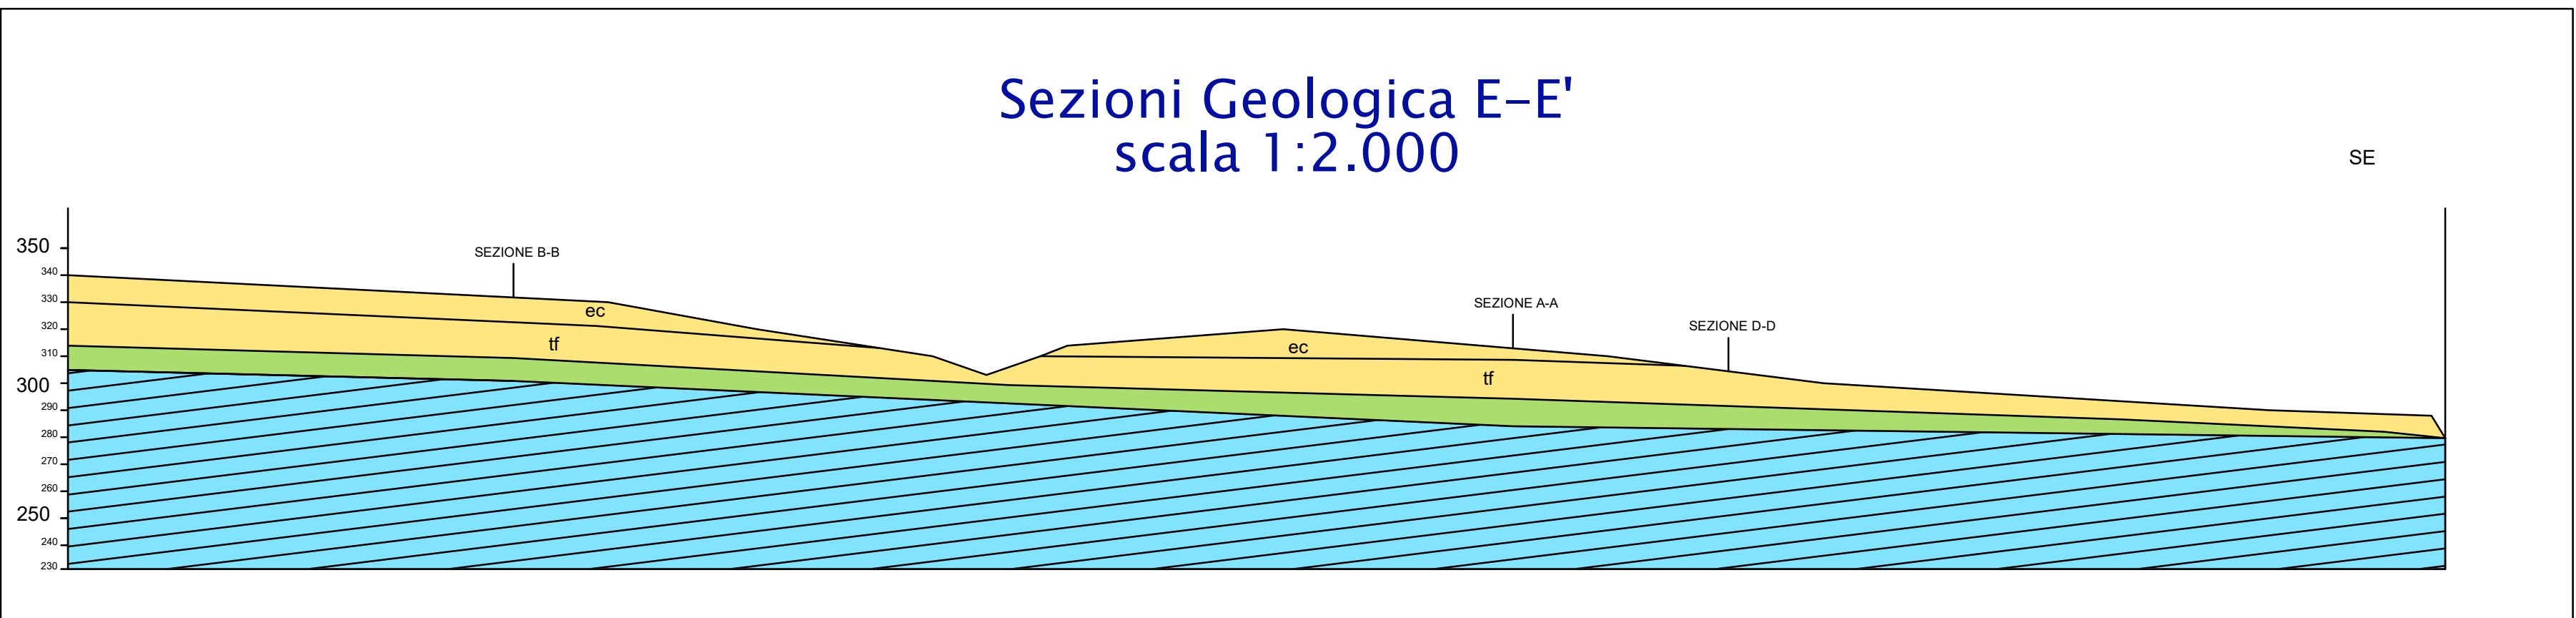 Sezioni Geologica E–E'
scala 1:2.000
SE
350
SEZIONE B-B
340
330
SEZIONE A-A
ec
320
SEZIONE D-D
tf
ec
310
tf
300
290
280
270
260
250
240
230